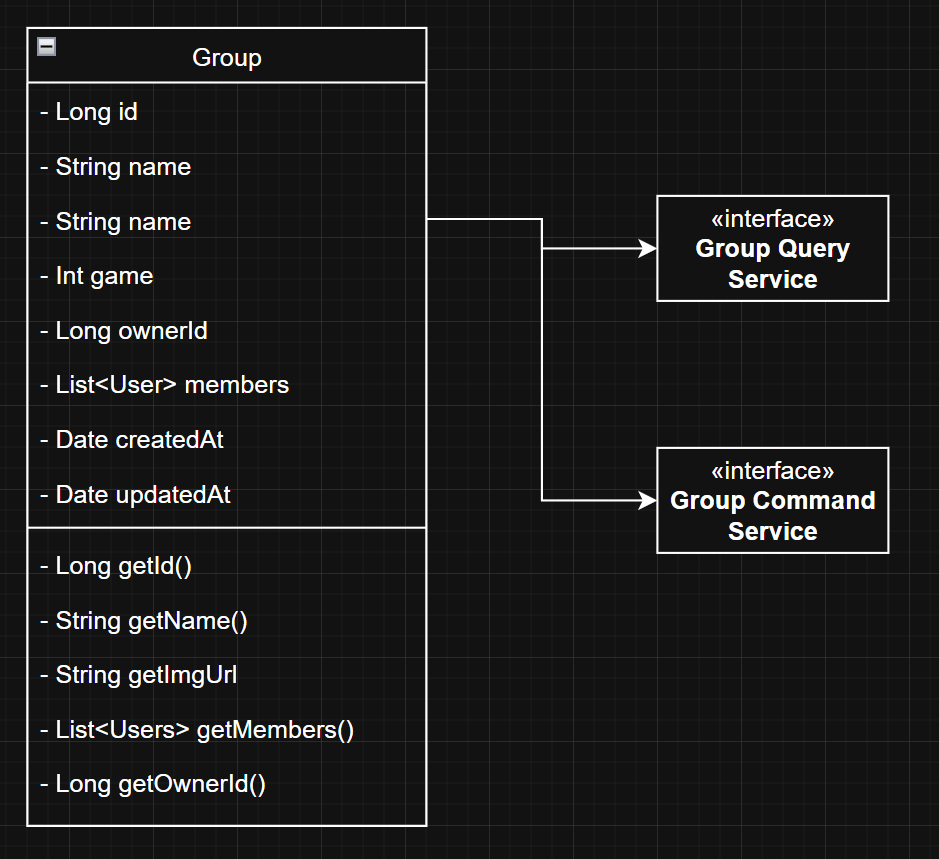 Group
- Long id
- String name
- String name
- Int game
- Long ownerId
- List<User> members
- Date createdAt
- Date updatedAt
- Long getId()
- String getName()
- String getImgUrl
- List<Users> getMembers()
- Long getOwnerId()
«interface»
Group Query
Service
«interface»
Group Command
Service